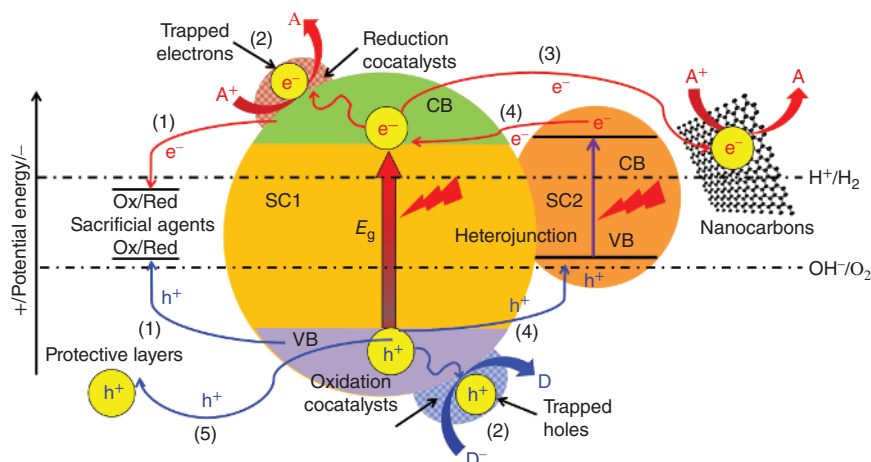 A
Trapped
electrons
(2)
Reduction
cocatalysts
(3)
e⁻
A⁺
A⁺
A
CB
e⁻
(1)
e⁻
(4)
e⁻
e⁻
e⁻
e⁻
CB
H⁺/H₂
Ox/Red
Sacrificial agents
Ox/Red
SC1
E_g
SC2
Heterojunction
VB
Nanocarbons
OH⁻/O₂
h⁺
h⁺
h⁺
(1)
VB
(4)
Protective layers
h⁺
h⁺
h⁺
(5)
Oxidation
cocatalysts
h⁺
D
(2)
Trapped
holes
D⁻
+/Potential energy/-